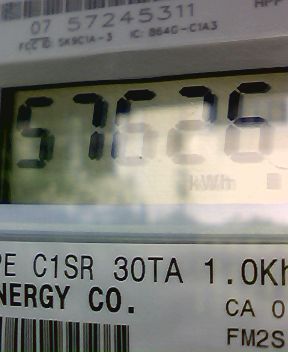 07 57245311
FCC ID: SK9C1A-3 IC: 864G-C1A3
57626
kWh
PE C1SR 30TA 1.0Kh
NERGY CO.
CA 0
FM2S